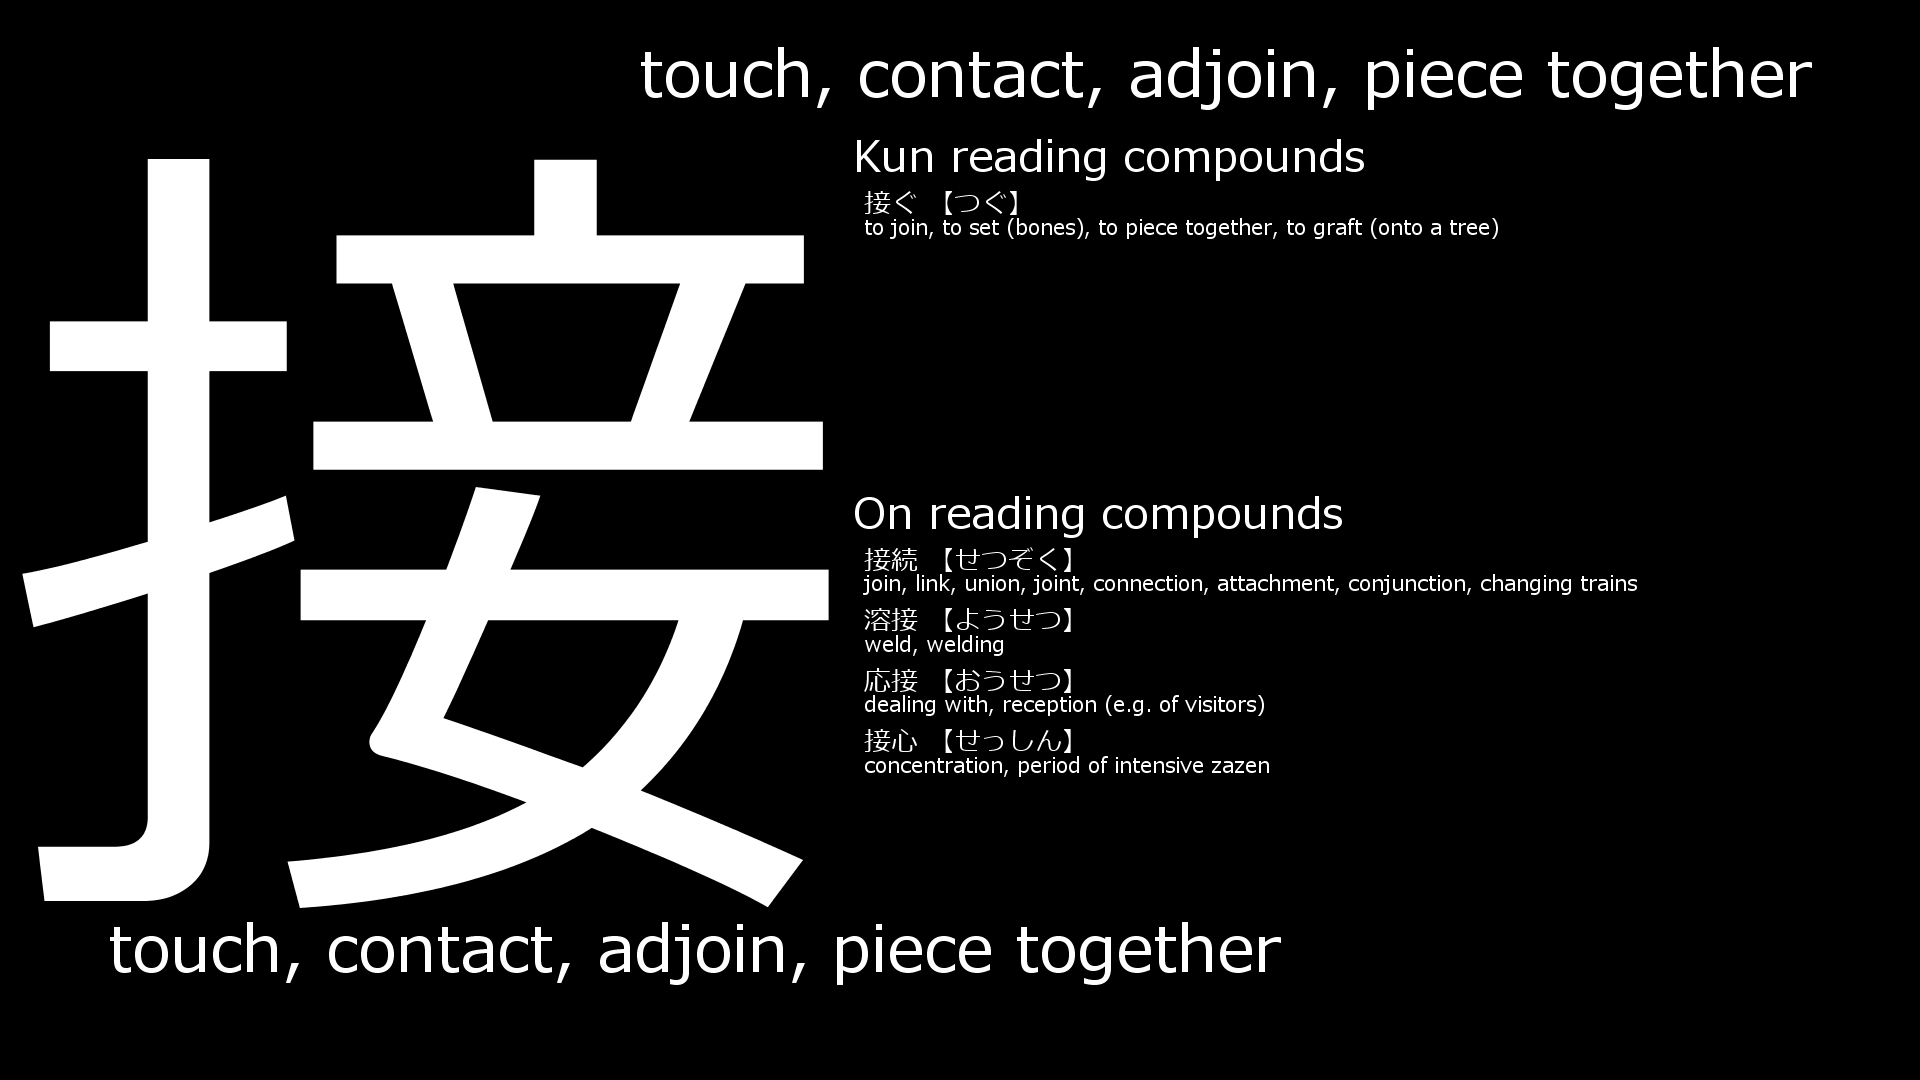 touch, contact, adjoin, piece together
接
Kun reading compounds
接ぐ 【つぐ】
to join, to set (bones), to piece together, to graft (onto a tree)
On reading compounds
接続 【せつぞく】
join, link, union, joint, connection, attachment, conjunction, changing trains
溶接 【ようせつ】
weld, welding
応接 【おうせつ】
dealing with, reception (e.g. of visitors)
接心 【せっしん】
concentration, period of intensive zazen
touch, contact, adjoin, piece together